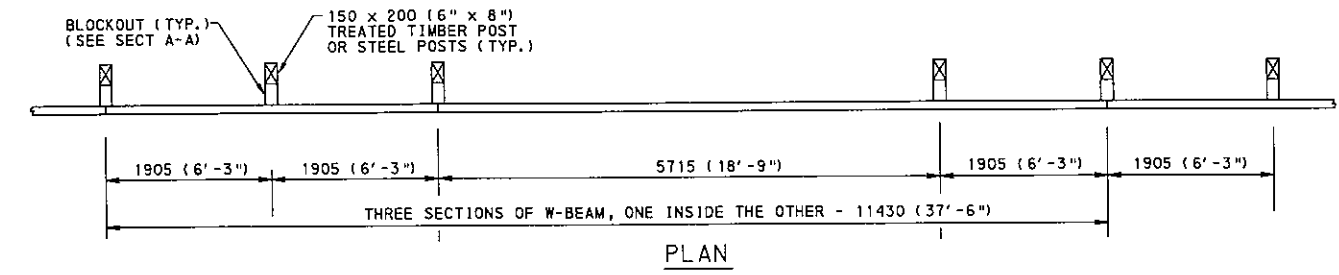 BLOCKOUT (TYP.)
(SEE SECT A-A)
150 x 200 (6" x 8")
TREATED TIMBER POST
OR STEEL POSTS (TYP.)
1905 (6'-3") 1905 (6'-3") 5715 (18'-9") 1905 (6'-3") 1905 (6'-3")
THREE SECTIONS OF W-BEAM, ONE INSIDE THE OTHER - 11430 (37'-6")
PLAN